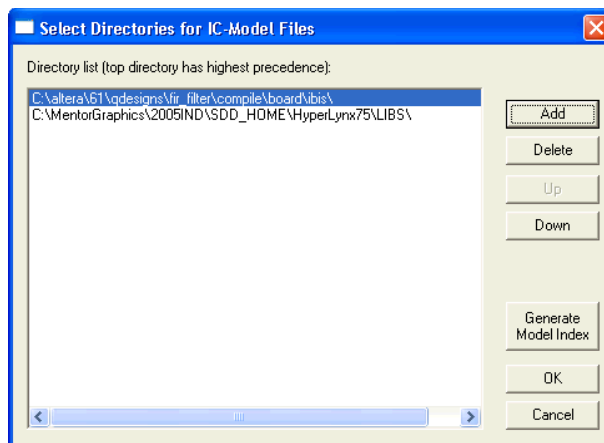 Select Directories for IC-Model Files
Directory list (top directory has highest precedence):
C:\altera\61\qdesigns\fir_filter\compile\board\ibis\
C:\MentorGraphics\2005IND\SDD_HOME\HyperLynx75\LIBS\
Add
Delete
Up
Down
Generate
Model Index
OK
Cancel